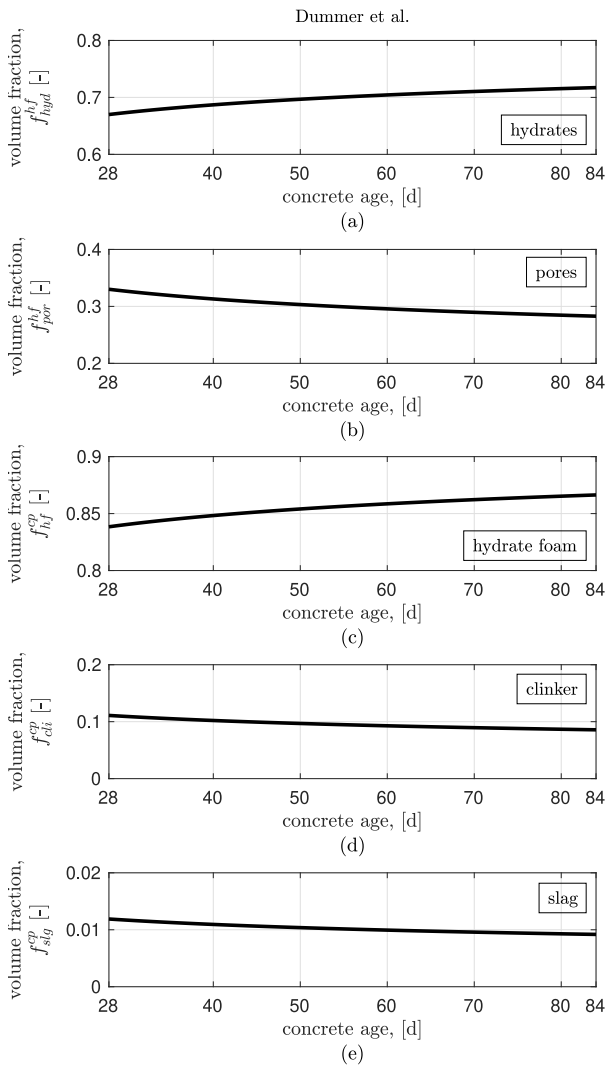 Dummer et al.
volume fraction,
f_{hyd}^{hf} [-]
0.8
0.7
0.6
hydrates
28 40 50 60 70 80 84
concrete age, [d]
(a)
volume fraction,
f_{por}^{hf} [-]
0.4
0.3
0.2
pores
28 40 50 60 70 80 84
concrete age, [d]
(b)
volume fraction,
f_{hf}^{cp} [-]
0.9
0.85
0.8
hydrate foam
28 40 50 60 70 80 84
concrete age, [d]
(c)
volume fraction,
f_{cli}^{cp} [-]
0.2
0.1
0
clinker
28 40 50 60 70 80 84
concrete age, [d]
(d)
volume fraction,
f_{slg}^{cp} [-]
0.02
0.01
0
slag
28 40 50 60 70 80 84
concrete age, [d]
(e)